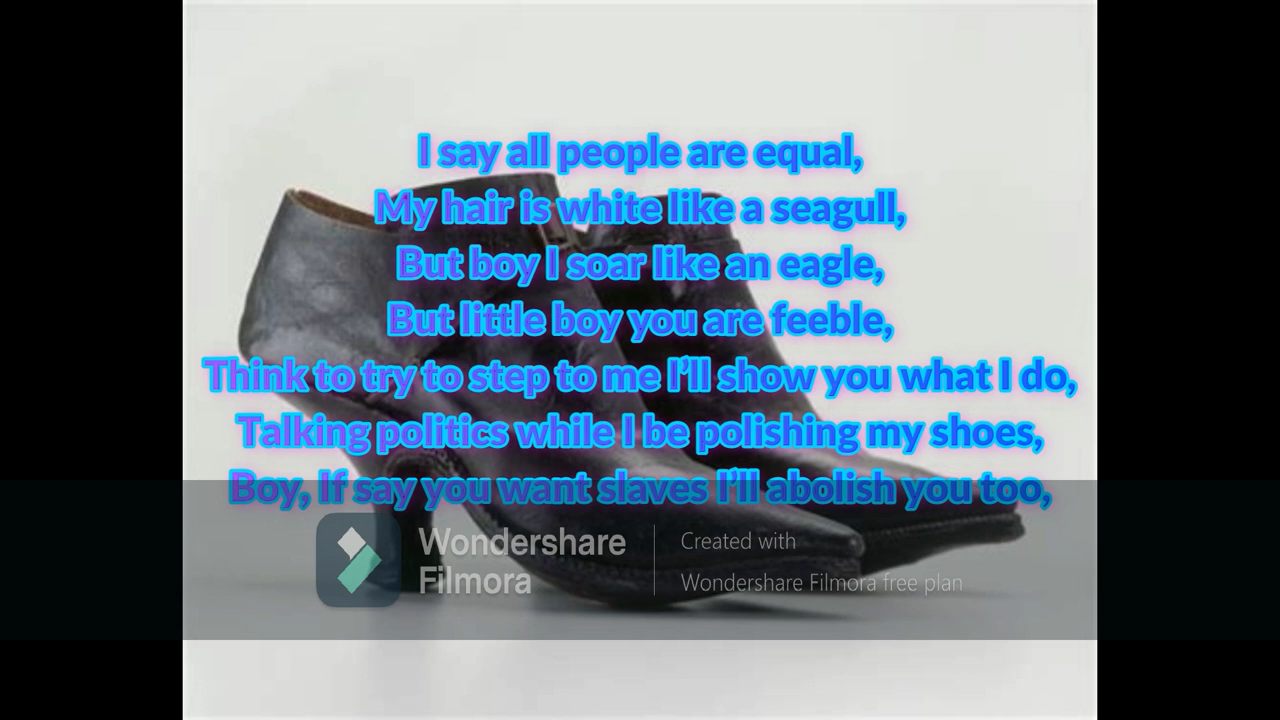 I say all people are equal,
My hair is white like a seagull,
But boy I soar like an eagle,
But little boy you are feeble,
Think to try to step to me I'll show you what I do,
Talking politics while I be polishing my shoes,
Boy, If say you want slaves I'll abolish you too,
Wondershare
Filmora
Created with
Wondershare Filmora free plan